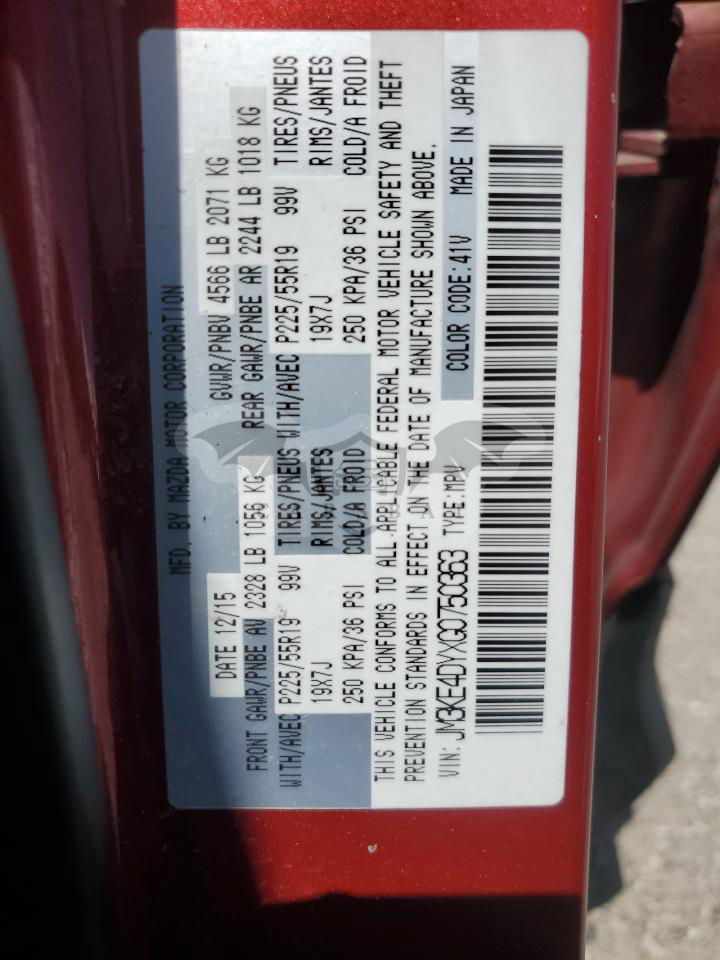 MFD. BY MAZDA MOTOR CORPORATION
DATE 12/15 GVWR/PNBV 4566 LB 2071 KG
FRONT GAWR/PNBE AV 2328 LB 1056 KG REAR GAWR/PNBE AR 2244 LB 1018 KG
WITH/AVEC P225/55R19 99V TIRES/PNEUS WITH/AVEC P225/55R19 99V TIRES/PNEUS
19X7J RIMS/JANTES 19X7J RIMS/JANTES
250 KPA/36 PSI COLD/A FROID 250 KPA/36 PSI COLD/A FROID
THIS VEHICLE CONFORMS TO ALL APPLICABLE FEDERAL MOTOR VEHICLE SAFETY AND THEFT
PREVENTION STANDARDS IN EFFECT ON THE DATE OF MANUFACTURE SHOWN ABOVE.
VIN: JM3KE4DYXG0750363 TYPE:MPV COLOR CODE:41V MADE IN JAPAN